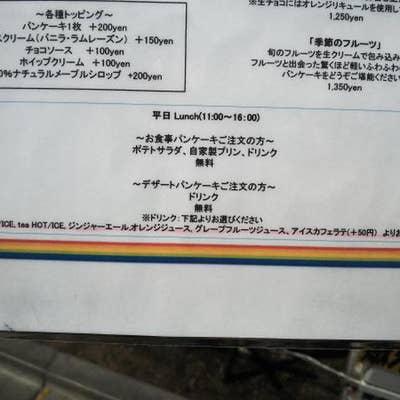 ～各種トッピング～
パンケーキ1枚 +200yen
スクリーム(バニラ・ラムレーズン) +150yen
チョコソース +100yen
ホイップクリーム +100yen
0%ナチュラルメープルシロップ +200yen
※生チョコにはオレンジリキュールを使用して
1,250yen
「季節のフルーツ」
旬のフルーツを生クリームで包み込み
フルーツと出会った驚くほど軽いふわふわ
パンケーキをどうぞご堪能ください
1,350yen
平日 Lunch(11:00～16:00)
～お食事パンケーキご注文の方～
ポテトサラダ、自家製プリン、ドリンク
無料
～デザートパンケーキご注文の方～
ドリンク
無料
※ドリンク：下記よりお選びください
/ICE, tea HOT/ICE, ジンジャーエール,オレンジジュース, グレープフルーツジュース、アイスカフェラテ(+50円) よりお